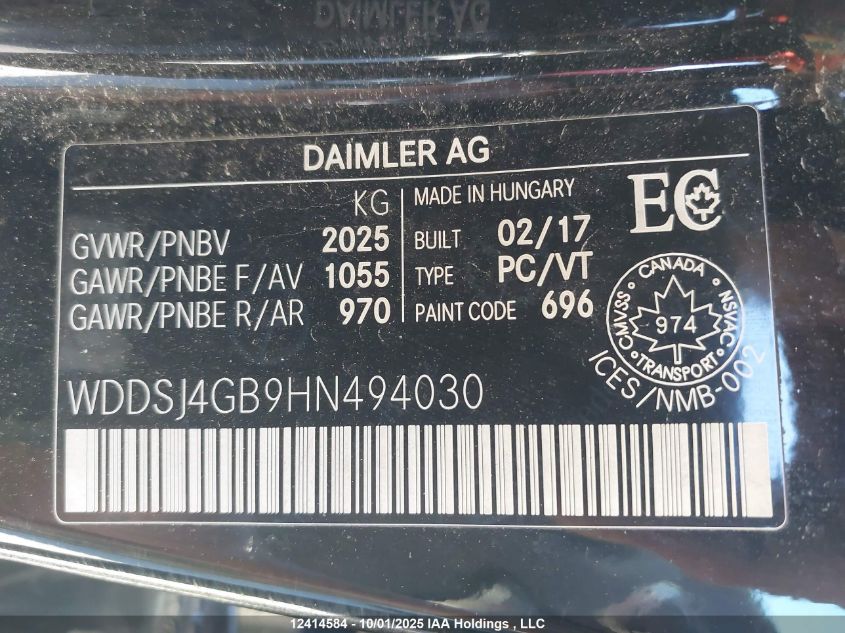 DAIMLER AG
DAIMLER AG
KG
GVWR/PNBV 2025
GAWR/PNBE F/AV 1055
GAWR/PNBE R/AR 970
MADE IN HUNGARY
BUILT 02/17
TYPE PC/VT
PAINT CODE 696
EC
CANADA
CMVSS NSVAC
974
TRANSPORT
ICES/NMB-002
WDDSJ4GB9HN494030
12414584 - 10/01/2025 IAA Holdings , LLC